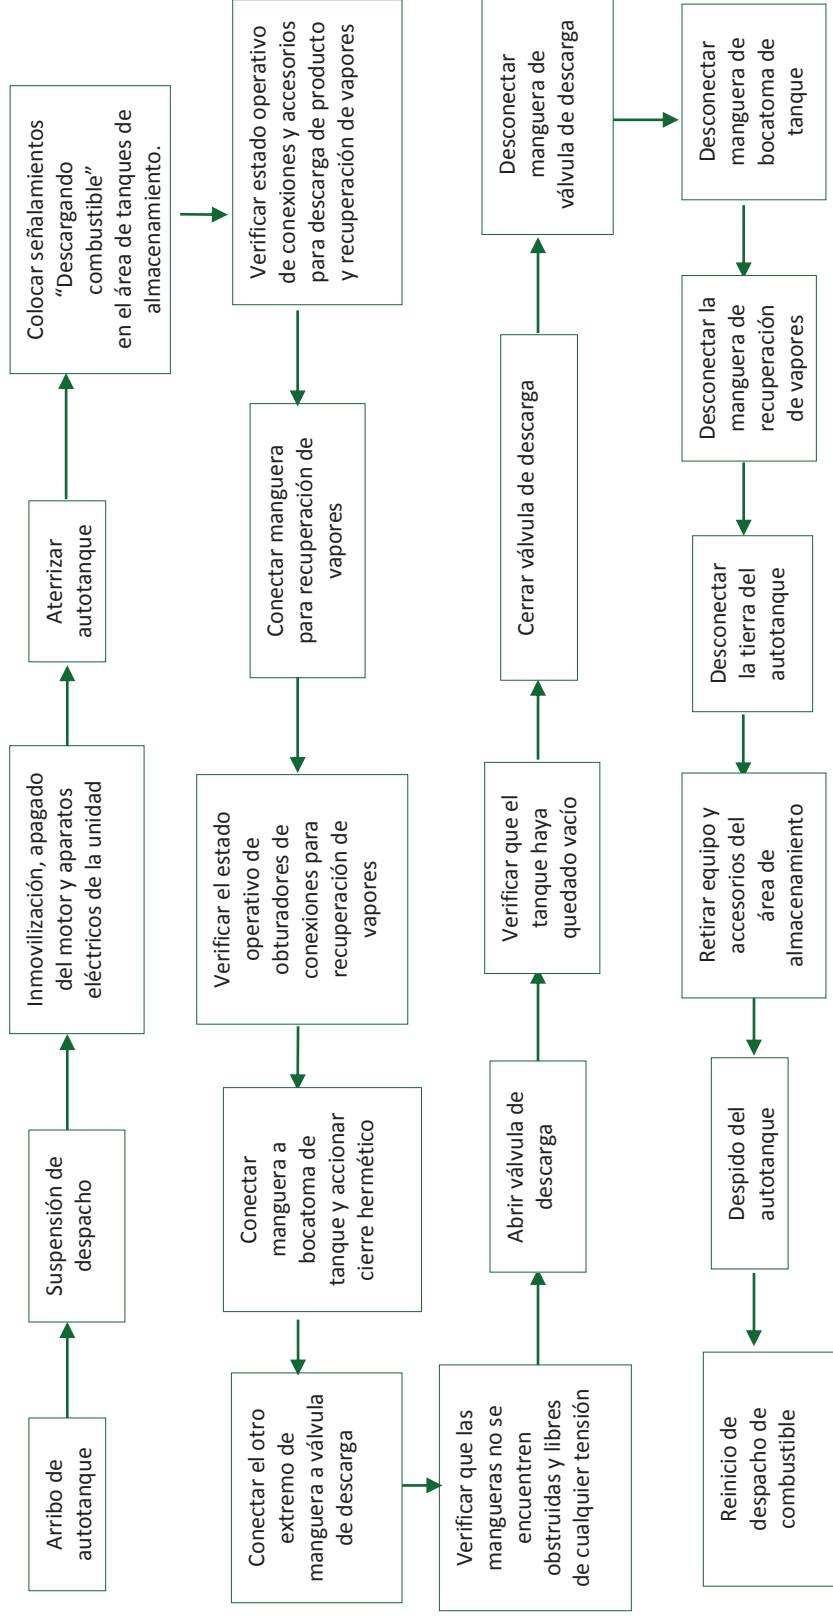 Arribo de
autotanque
Suspensión de
despacho
Inmovilización, apagado
del motor y aparatos
eléctricos de la unidad
Aterrizar
autotanque
Colocar señalamientos
“Descargando
combustible”
en el área de tanques de
almacenamiento.
Verificar estado operativo
de conexiones y accesorios
para descarga de producto
y recuperación de vapores
Conectar manguera
para recuperación de
vapores
Verificar el estado
operativo de
obturadores de
conexiones para
recuperación de
vapores
Conectar
manguera a
bocatoma de
tanque y accionar
cierre hermético
Conectar el otro
extremo de
manguera a válvula
de descarga
Verificar que las
mangueras no se
encuentren
obstruidas y libres
de cualquier tensión
Abrir válvula de
descarga
Verificar que el
tanque haya
quedado vacío
Cerrar válvula de descarga
Desconectar
manguera de
válvula de descarga
Desconectar
manguera de
bocatoma de
tanque
Desconectar la
manguera de
recuperación
de vapores
Desconectar
la tierra del
autotanque
Retirar equipo y
accesorios del
área de
almacenamiento
Despido del
autotanque
Reinicio de
despacho de
combustible